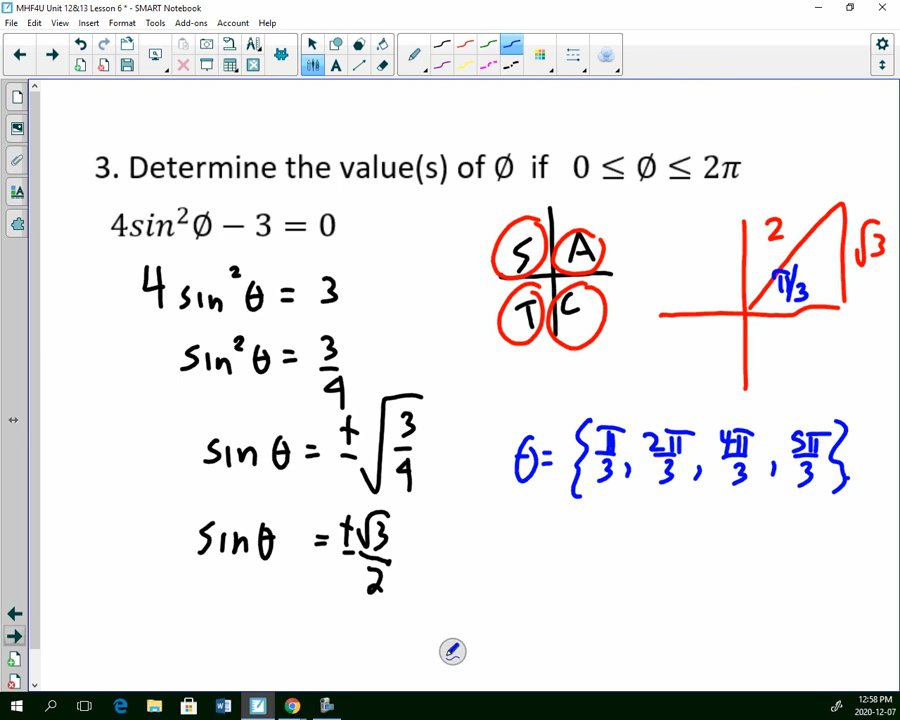 MHF4U Unit 12&13 Lesson 6 * - SMART Notebook
File Edit View Insert Format Tools Add-ons Account Help
3. Determine the value(s) of Ø if 0 ≤ Ø ≤ 2π
4sin²Ø − 3 = 0
4 sin²θ = 3
sin²θ = 3/4
sin θ = ±√(3/4)
sin θ = ±√3/2
S A
T C
2
√3
π/3
θ = {π/3, 2π/3, 4π/3, 5π/3}
12:58 PM
2020-12-07